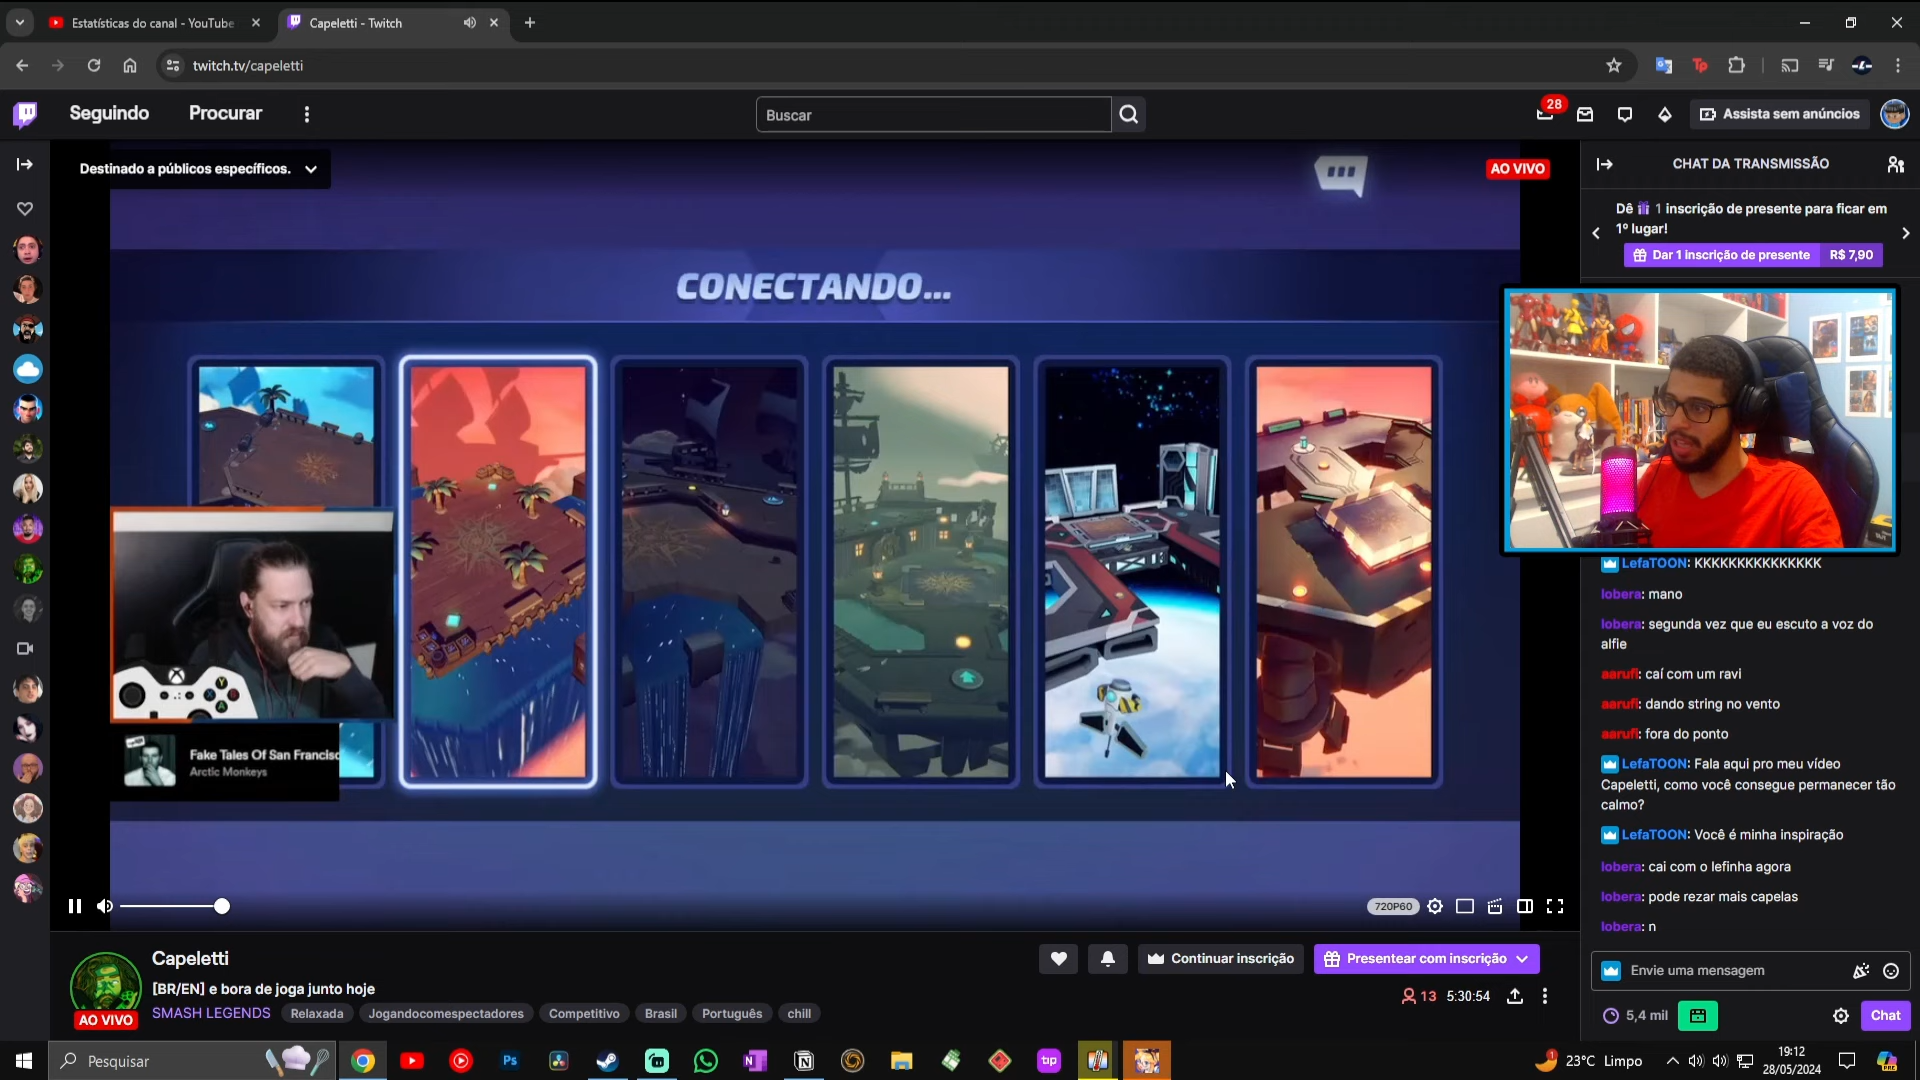 Estatísticas do canal - YouTube
Capeletti - Twitch
twitch.tv/capeletti
Seguindo
Procurar
Buscar
28
Assista sem anúncios
Destinado a públicos específicos.
AO VIVO
CHAT DA TRANSMISSÃO
Dê 1 inscrição de presente para ficar em
1º lugar!
Dar 1 inscrição de presente R$ 7,90
CONECTANDO...
Fake Tales Of San Francisc
Arctic Monkeys
LefaTOON: KKKKKKKKKKKKKKK
lobera: mano
lobera: segunda vez que eu escuto a voz do
alfie
aarufi: caí com um ravi
aarufi: dando string no vento
aarufi: fora do ponto
LefaTOON: Fala aqui pro meu vídeo
Capeletti, como você consegue permanecer tão
calmo?
LefaTOON: Você é minha inspiração
lobera: cai com o lefinha agora
lobera: pode rezar mais capelas
lobera: n
720P60
Capeletti
[BR/EN] e bora de joga junto hoje
SMASH LEGENDS
Relaxada
Jogandocomespectadores
Competitivo
Brasil
Português
chill
AO VIVO
Continuar inscrição
Presentear com inscrição
13
5:30:54
Envie uma mensagem
5,4 mil
Chat
Pesquisar
Ps
tip
1
23°C Limpo
19:12
28/05/2024